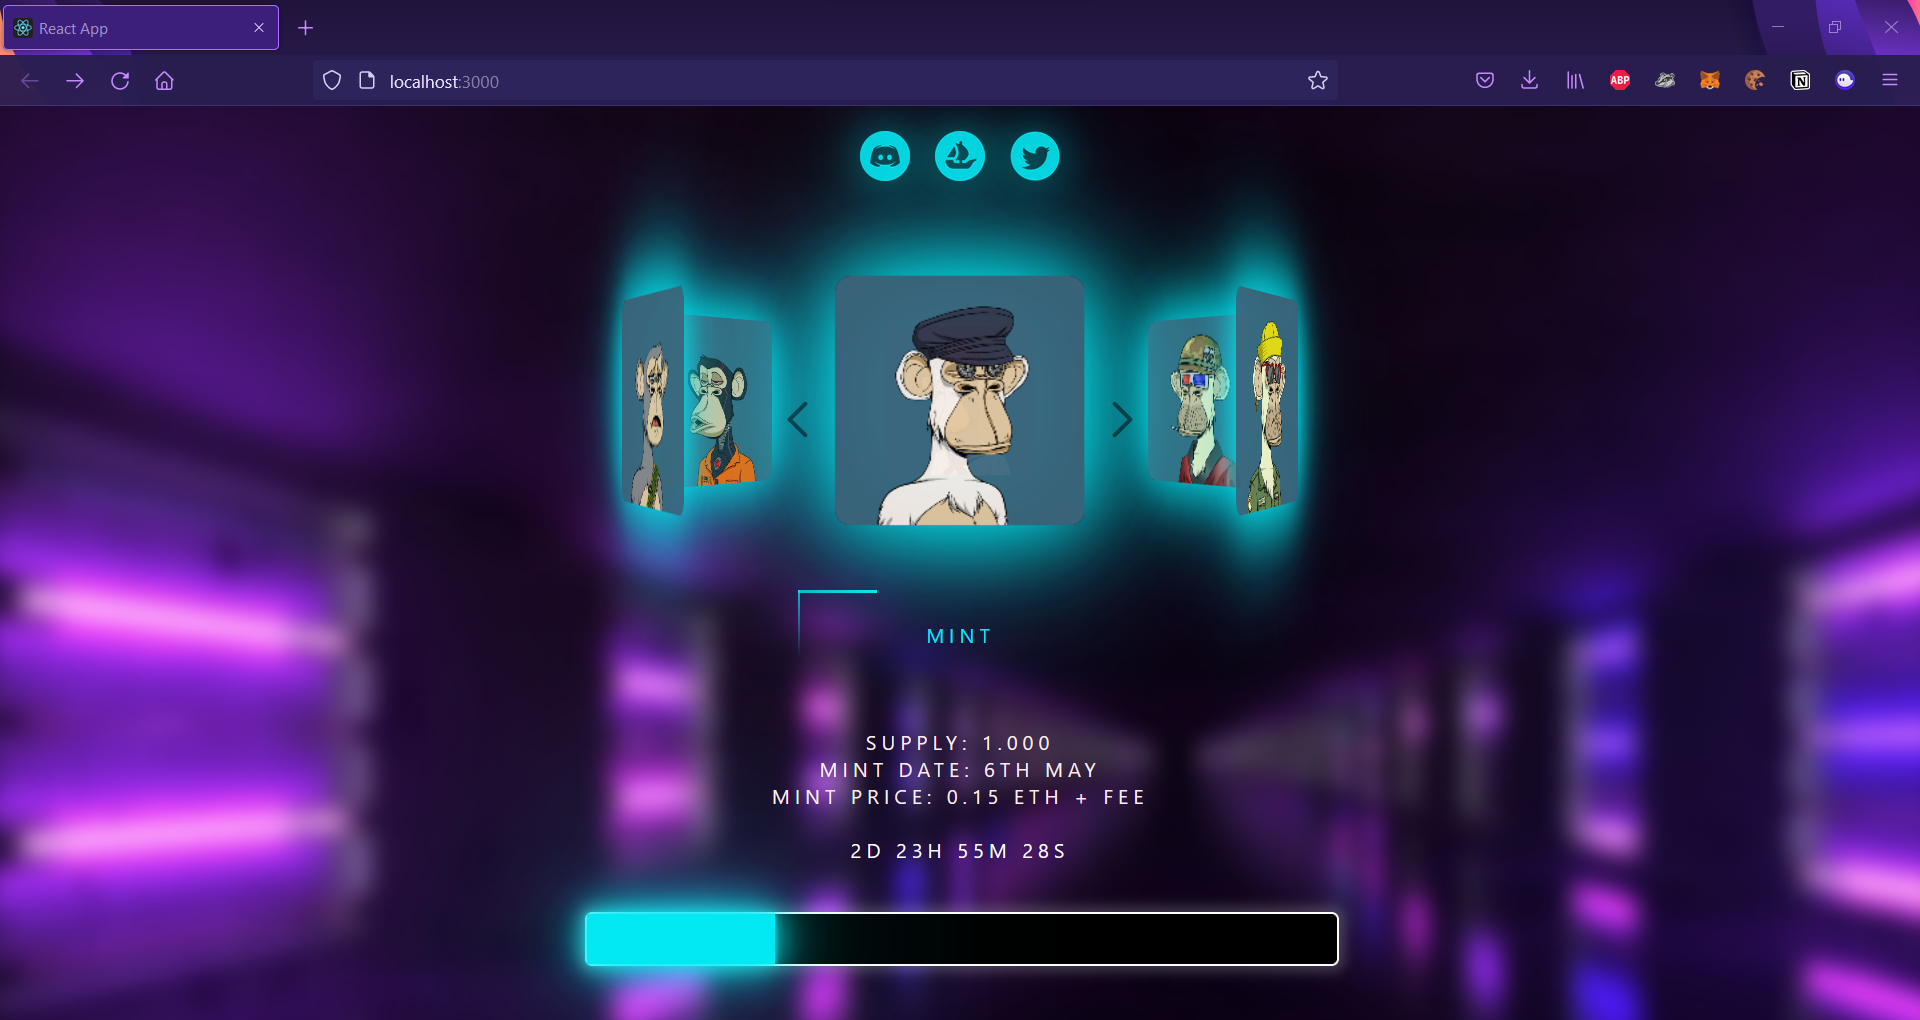 React App
localhost:3000
ABP
N
MINT
SUPPLY: 1.000
MINT DATE: 6TH MAY
MINT PRICE: 0.15 ETH + FEE
2D 23H 55M 28S